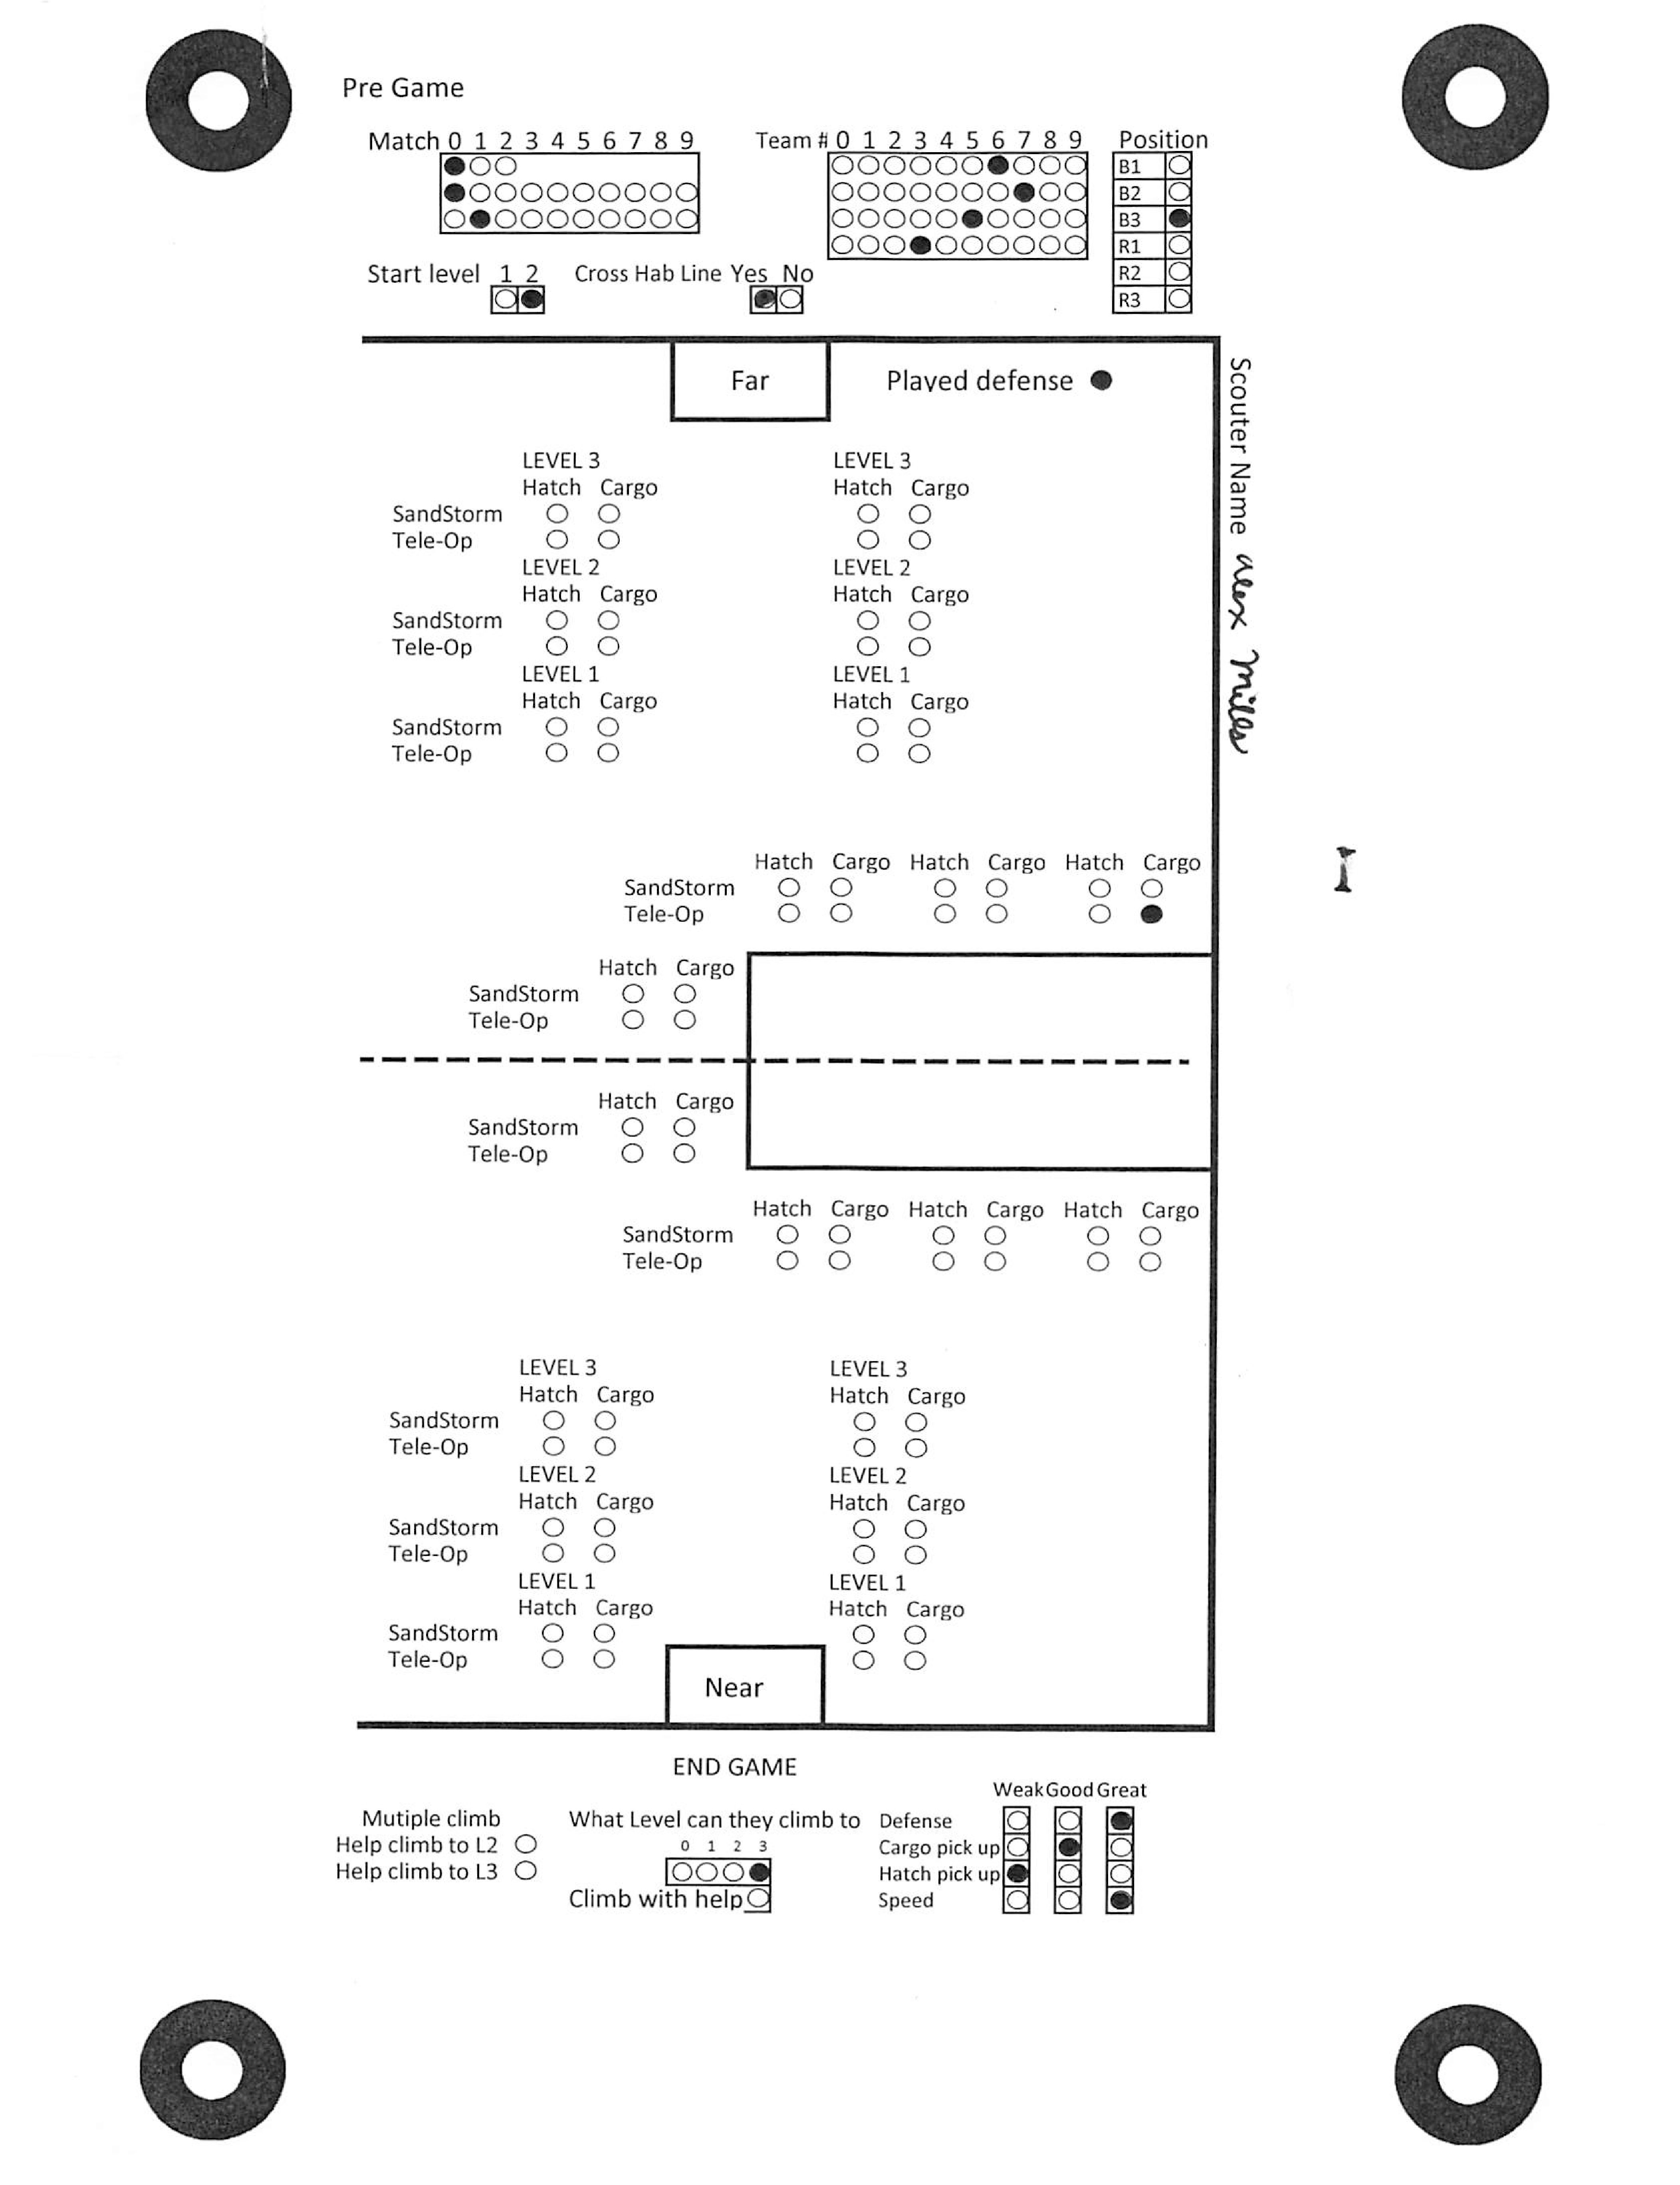 Pre Game
Match 0 1 2 3 4 5 6 7 8 9
Team # 0 1 2 3 4 5 6 7 8 9
Position
B1
B2
B3
R1
R2
R3
Start level 1 2
Cross Hab Line Yes No
Far
Played defense
Scouter Name alex mills
LEVEL 3 LEVEL 3
Hatch Cargo Hatch Cargo
SandStorm
Tele-Op
LEVEL 2 LEVEL 2
Hatch Cargo Hatch Cargo
SandStorm
Tele-Op
LEVEL 1 LEVEL 1
Hatch Cargo Hatch Cargo
SandStorm
Tele-Op
Hatch Cargo Hatch Cargo Hatch Cargo
SandStorm
Tele-Op
I
Hatch Cargo
SandStorm
Tele-Op
Hatch Cargo
SandStorm
Tele-Op
Hatch Cargo Hatch Cargo Hatch Cargo
SandStorm
Tele-Op
LEVEL 3 LEVEL 3
Hatch Cargo Hatch Cargo
SandStorm
Tele-Op
LEVEL 2 LEVEL 2
Hatch Cargo Hatch Cargo
SandStorm
Tele-Op
LEVEL 1 LEVEL 1
Hatch Cargo Hatch Cargo
SandStorm
Tele-Op
Near
END GAME
Mutiple climb
Help climb to L2
Help climb to L3
What Level can they climb to
0 1 2 3
Climb with help
Weak Good Great
Defense
Cargo pick up
Hatch pick up
Speed